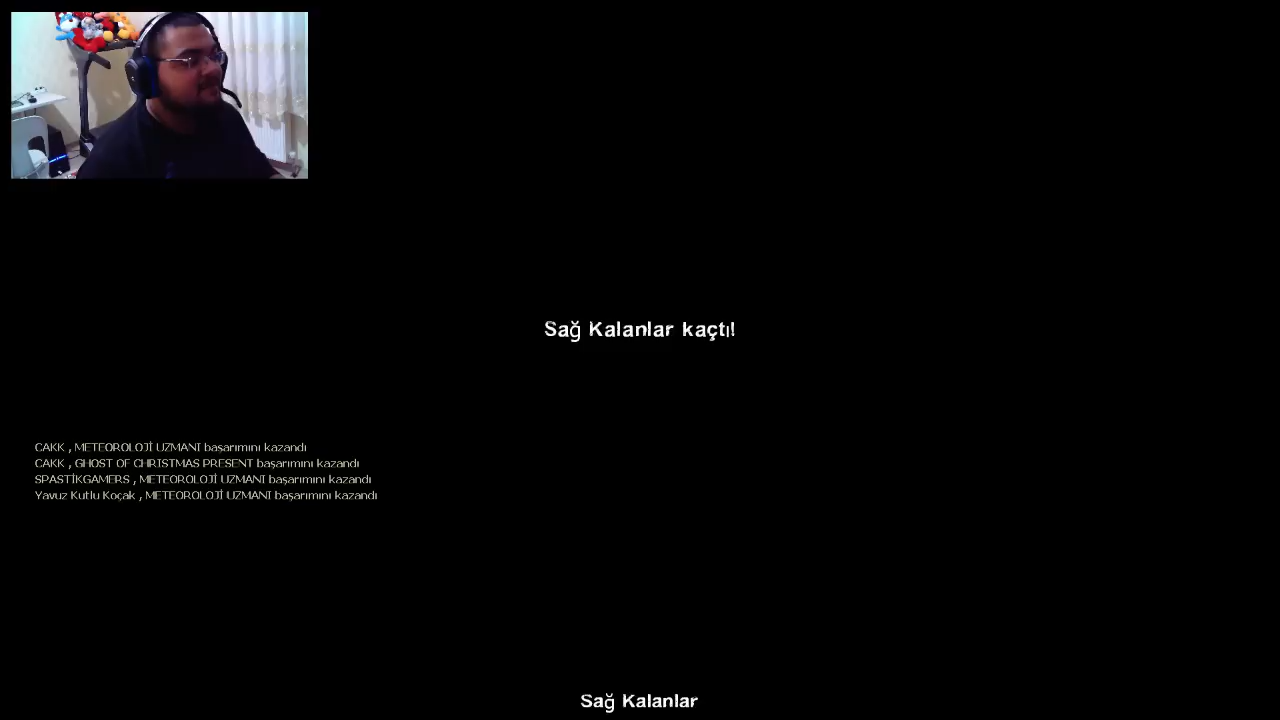 Sağ Kalanlar kaçtı!
CAKK , METEOROLOJİ UZMANI başarımını kazandı
CAKK , GHOST OF CHRISTMAS PRESENT başarımını kazandı
SPASTİKGAMERS , METEOROLOJİ UZMANI başarımını kazandı
Yavuz Kutlu Koçak , METEOROLOJİ UZMANI başarımını kazandı
Sağ Kalanlar